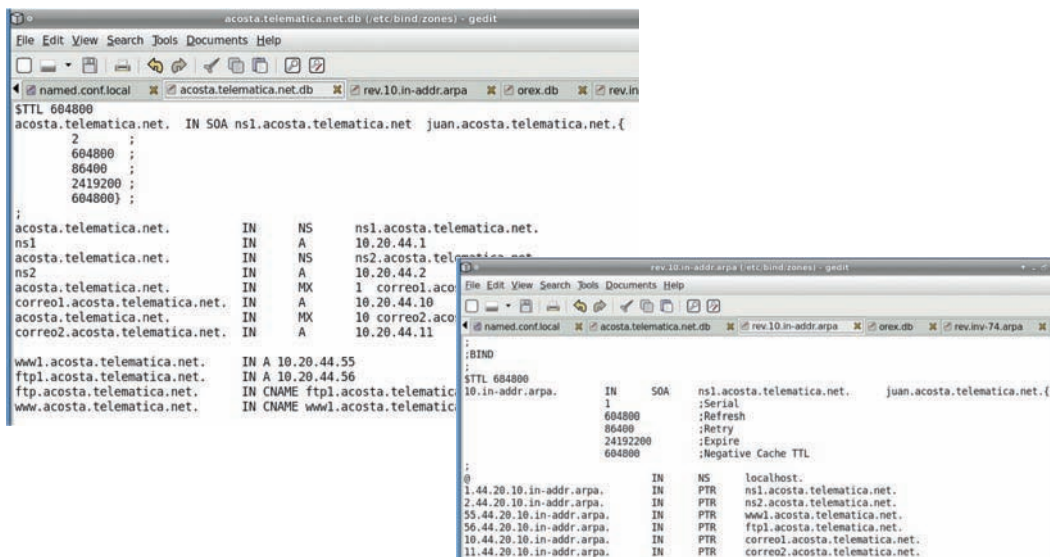 acosta.telematica.net.db (/etc/bind/zones) - gedit
File Edit View Search Tools Documents Help
named.conf.local acosta.telematica.net.db rev.10.in-addr.arpa orex.db rev.in
$TTL 604800
acosta.telematica.net. IN SOA ns1.acosta.telematica.net juan.acosta.telematica.net.{
2 ;
604800 ;
86400 ;
2419200 ;
604800} ;
;
acosta.telematica.net. IN NS ns1.acosta.telematica.net.
ns1 IN A 10.20.44.1
acosta.telematica.net. IN NS ns2.acosta.telematica.net.
ns2 IN A 10.20.44.2
acosta.telematica.net. IN MX 1 correo1.aco
correo1.acosta.telematica.net. IN A 10.20.44.10
acosta.telematica.net. IN MX 10 correo2.aco
correo2.acosta.telematica.net. IN A 10.20.44.11
www1.acosta.telematica.net. IN A 10.20.44.55
ftp1.acosta.telematica.net. IN A 10.20.44.56
ftp.acosta.telematica.net. IN CNAME ftp1.acosta.telematic
www.acosta.telematica.net. IN CNAME www1.acosta.telematic
rev.10.in-addr.arpa (/etc/bind/zones) - gedit
File Edit View Search Tools Documents Help
named.conf.local acosta.telematica.net.db rev.10.in-addr.arpa orex.db rev.inv-74.arpa
;
;BIND
;
$TTL 684800
10.in-addr.arpa. IN SOA ns1.acosta.telematica.net. juan.acosta.telematica.net.{
1 ;Serial
604800 ;Refresh
86400 ;Retry
24192200 ;Expire
604800 ;Negative Cache TTL
;
@ IN NS localhost.
1.44.20.10.in-addr.arpa. IN PTR ns1.acosta.telematica.net.
2.44.20.10.in-addr.arpa. IN PTR ns2.acosta.telematica.net.
55.44.20.10.in-addr.arpa. IN PTR www1.acosta.telematica.net.
56.44.20.10.in-addr.arpa. IN PTR ftp1.acosta.telematica.net.
10.44.20.10.in-addr.arpa. IN PTR correo1.acosta.telematica.net.
11.44.20.10.in-addr.arpa. IN PTR correo2.acosta.telematica.net.